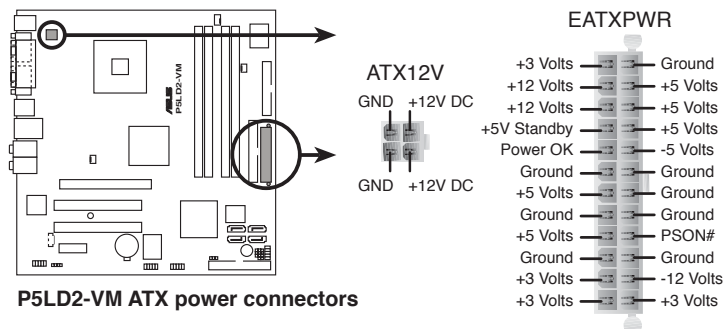 EATXPWR
ATX12V
GND +12V DC
GND +12V DC
ASUS
P5LD2-VM
+3 Volts Ground
+12 Volts +5 Volts
+12 Volts +5 Volts
+5V Standby +5 Volts
Power OK -5 Volts
Ground Ground
+5 Volts Ground
Ground Ground
+5 Volts PSON#
Ground Ground
+3 Volts -12 Volts
+3 Volts +3 Volts
P5LD2-VM ATX power connectors